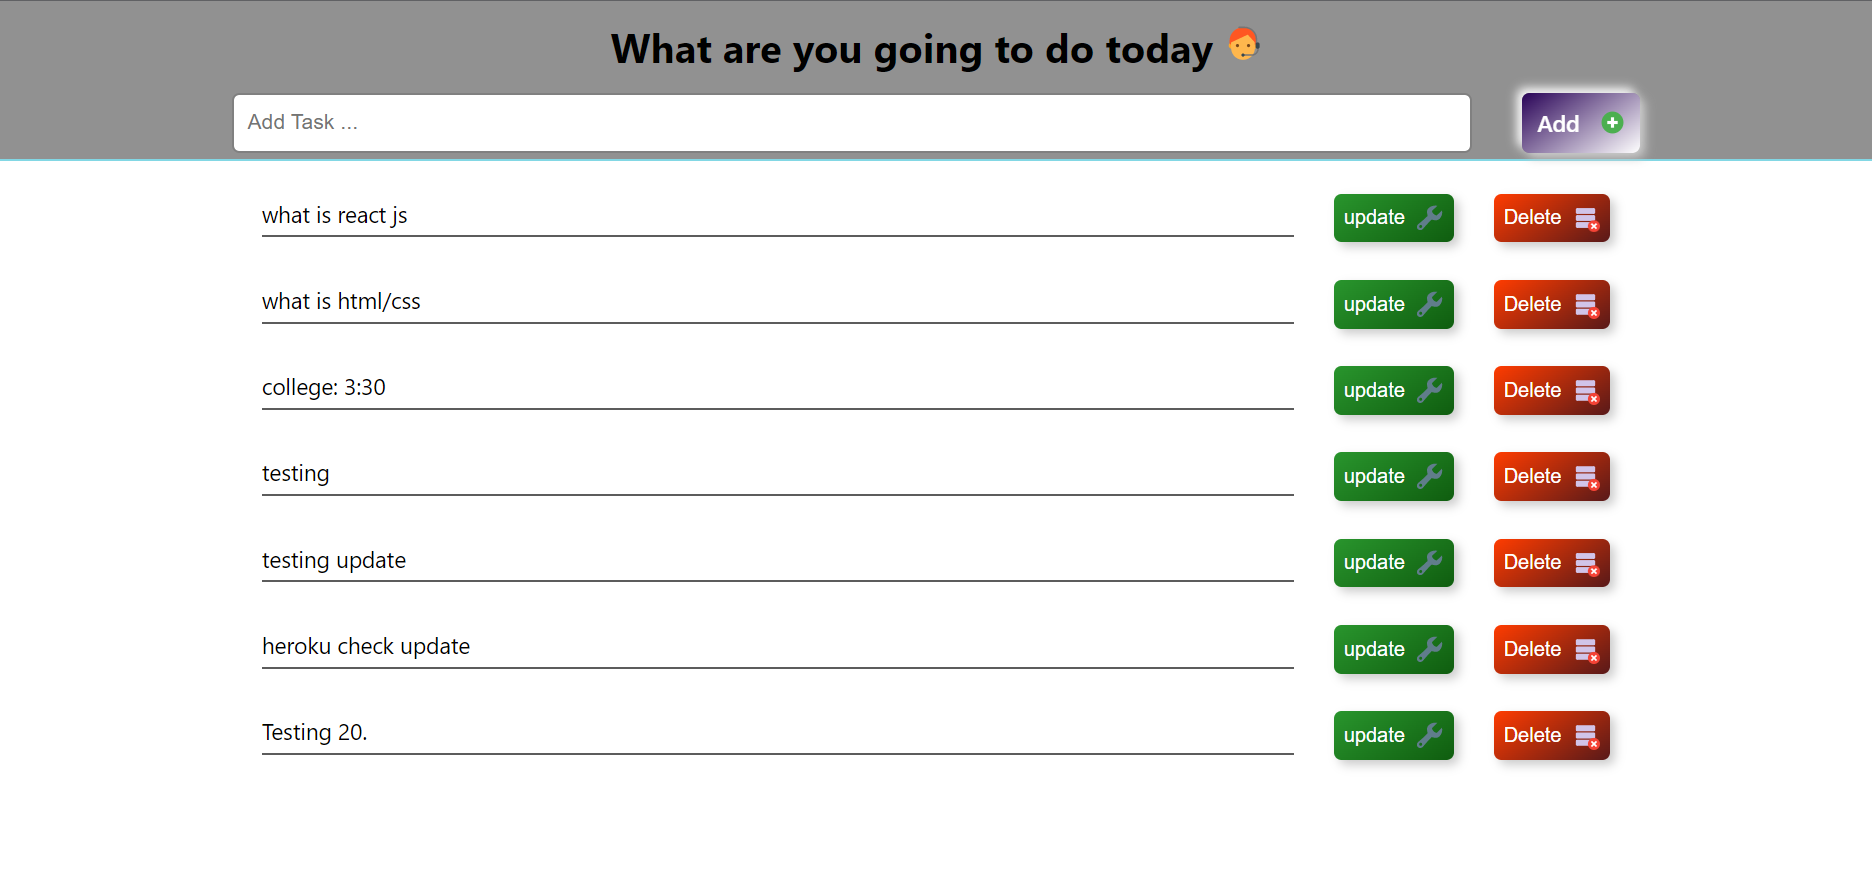 What are you going to do today
Add Task ...
Add
what is react js
update
Delete
what is html/css
update
Delete
college: 3:30
update
Delete
testing
update
Delete
testing update
update
Delete
heroku check update
update
Delete
Testing 20.
update
Delete